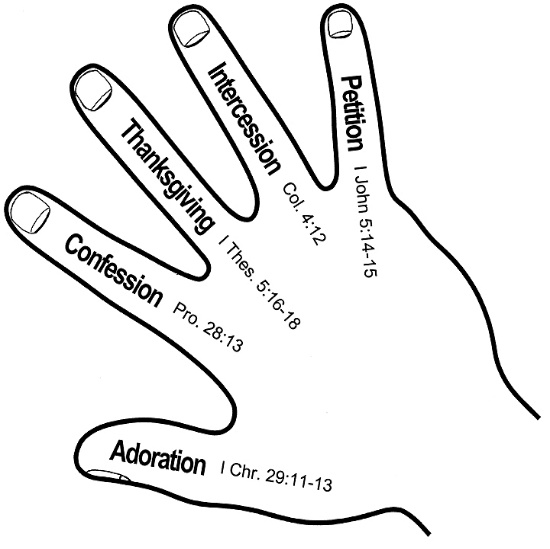 Petition I John 5:14-15
Intercession Col. 4:12
Thanksgiving I Thes. 5:16-18
Confession Pro. 28:13
Adoration I Chr. 29:11-13